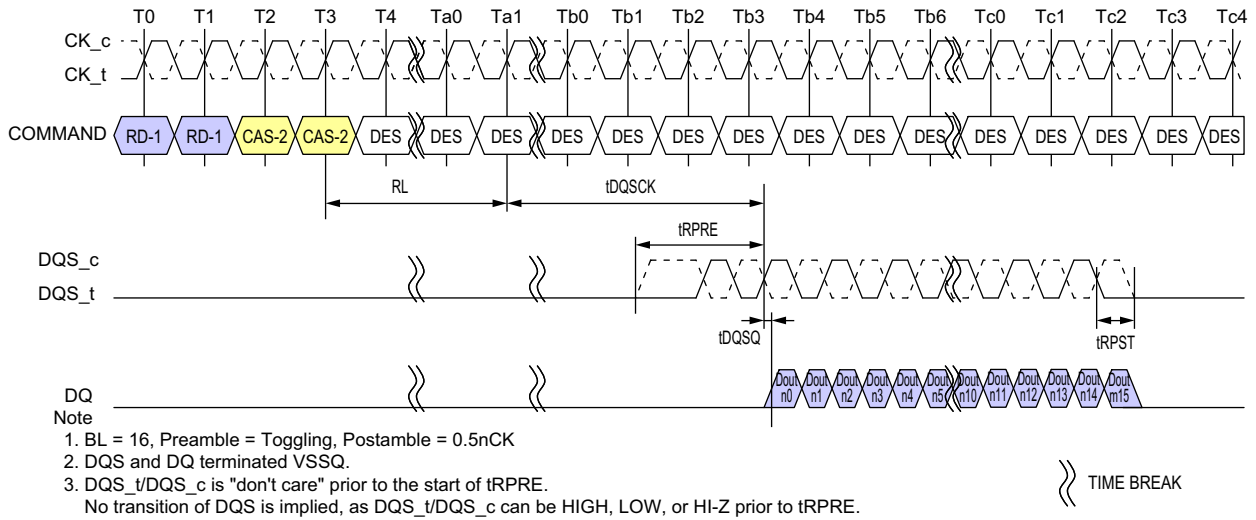 T0 T1 T2 T3 T4 Ta0 Ta1 Tb0 Tb1 Tb2 Tb3 Tb4 Tb5 Tb6 Tc0 Tc1 Tc2 Tc3 Tc4
CK_c
CK_t
COMMAND RD-1 RD-1 CAS-2 CAS-2 DES DES DES DES DES DES DES DES DES DES DES DES DES DES DES
RL tDQSCK
tRPRE
DQS_c
DQS_t
tDQSQ tRPST
DQ Dout n0 Dout n1 Dout n2 Dout n3 Dout n4 Dout n5 Dout n10 Dout n11 Dout n12 Dout n13 Dout n14 Dout m15
Note
1. BL = 16, Preamble = Toggling, Postamble = 0.5nCK
2. DQS and DQ terminated VSSQ.
3. DQS_t/DQS_c is "don't care" prior to the start of tRPRE.
No transition of DQS is implied, as DQS_t/DQS_c can be HIGH, LOW, or HI-Z prior to tRPRE.
TIME BREAK